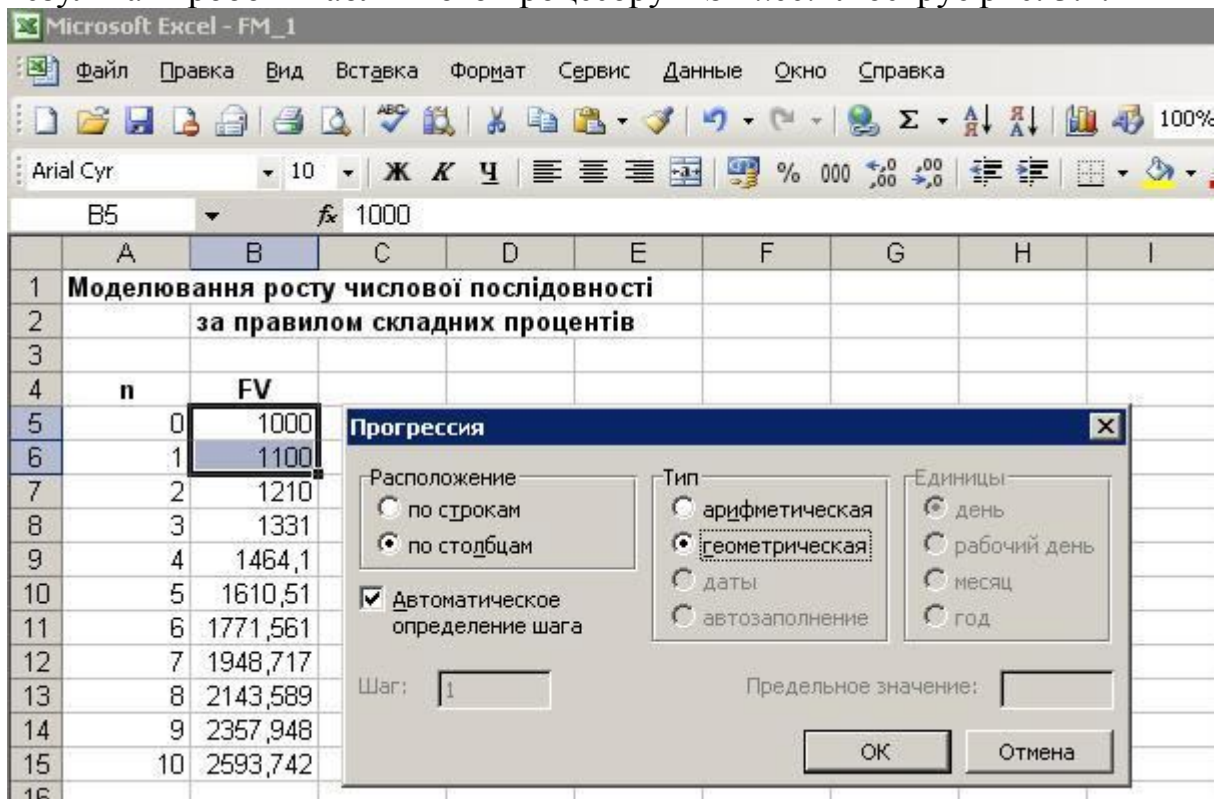 Microsoft Excel - FM_1
Файл Правка Вид Вставка Формат Сервис Данные Окно Справка
100%
Arial Cyr 10 Ж К Ч % 000
B5 fx 1000
A B C D E F G H I
1 Моделювання росту числової послідовності
2 за правилом складних процентів
3
4 n FV
5 0 1000
6 1 1100
7 2 1210
8 3 1331
9 4 1464,1
10 5 1610,51
11 6 1771,561
12 7 1948,717
13 8 2143,589
14 9 2357,948
15 10 2593,742
16
Прогрессия
Расположение Тип Единицы
по строкам арифметическая день
по столбцам геометрическая рабочий день
даты месяц
Автоматическое определение шага автозаполнение год
Шаг: 1 Предельное значение:
ОК Отмена